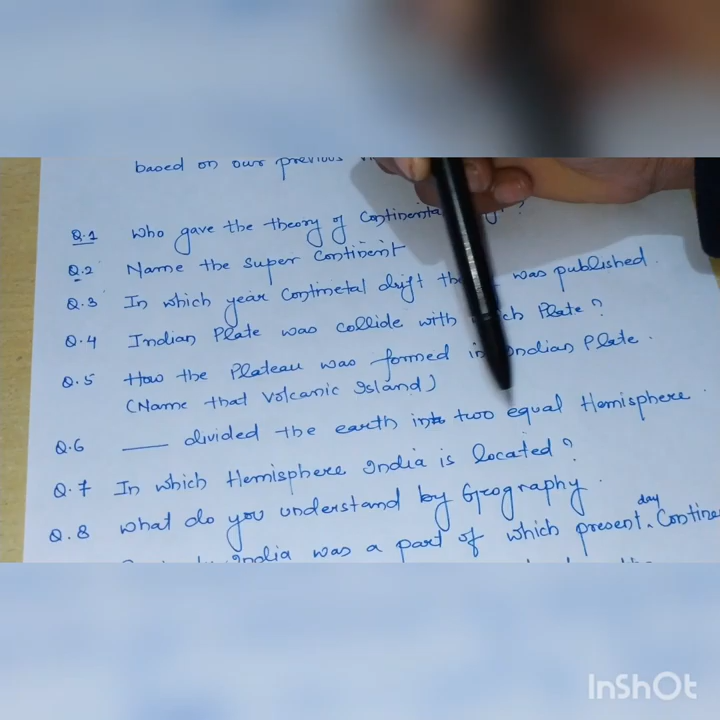 based on our previous
Q.1 Who gave the theory of Continental ?
Q.2 Name the super Continent
Q.3 In which year Continetal drift was published.
Q.4 Indian Plate was collide with Plate?
Q.5 How the Plateau was formed in Indian Plate.
(Name that Volcanic Island)
Q.6 ___ divided the earth into two equal Hemisphere.
Q.7 In which Hemisphere India is located?
Q.8 What do you understand by Geography.
India was a part of which present day
InShOt